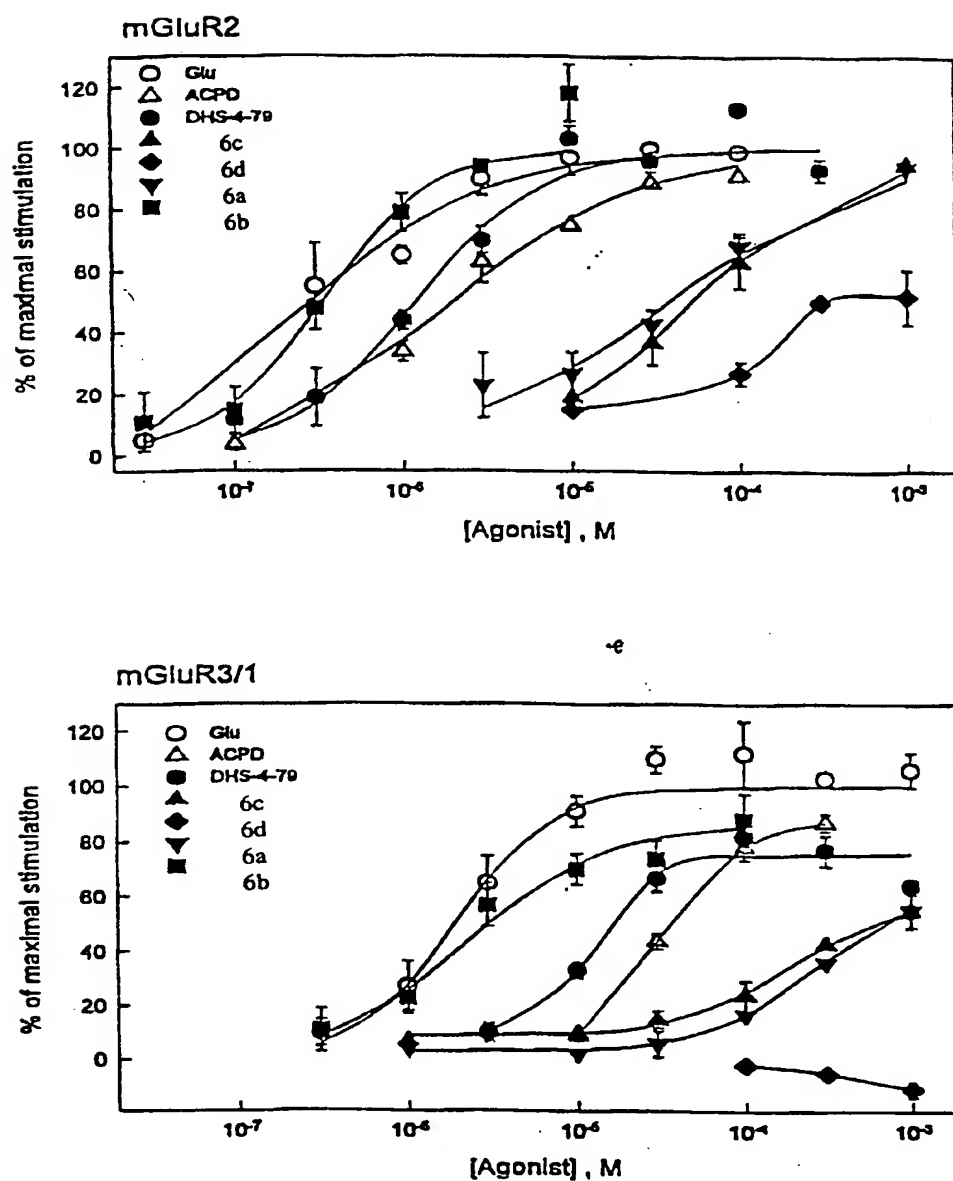 mGluR2
% of maximal stimulation
120
100
80
60
40
20
0
Glu
ACPD
DHS-4-79
6c
6d
6a
6b
10⁻⁷
10⁻⁶
10⁻⁵
10⁻⁴
10⁻³
[Agonist] , M
mGluR3/1
% of maximal stimulation
120
100
80
60
40
20
0
Glu
ACPD
DHS-4-79
6c
6d
6a
6b
10⁻⁷
10⁻⁶
10⁻⁵
10⁻⁴
10⁻³
[Agonist] , M